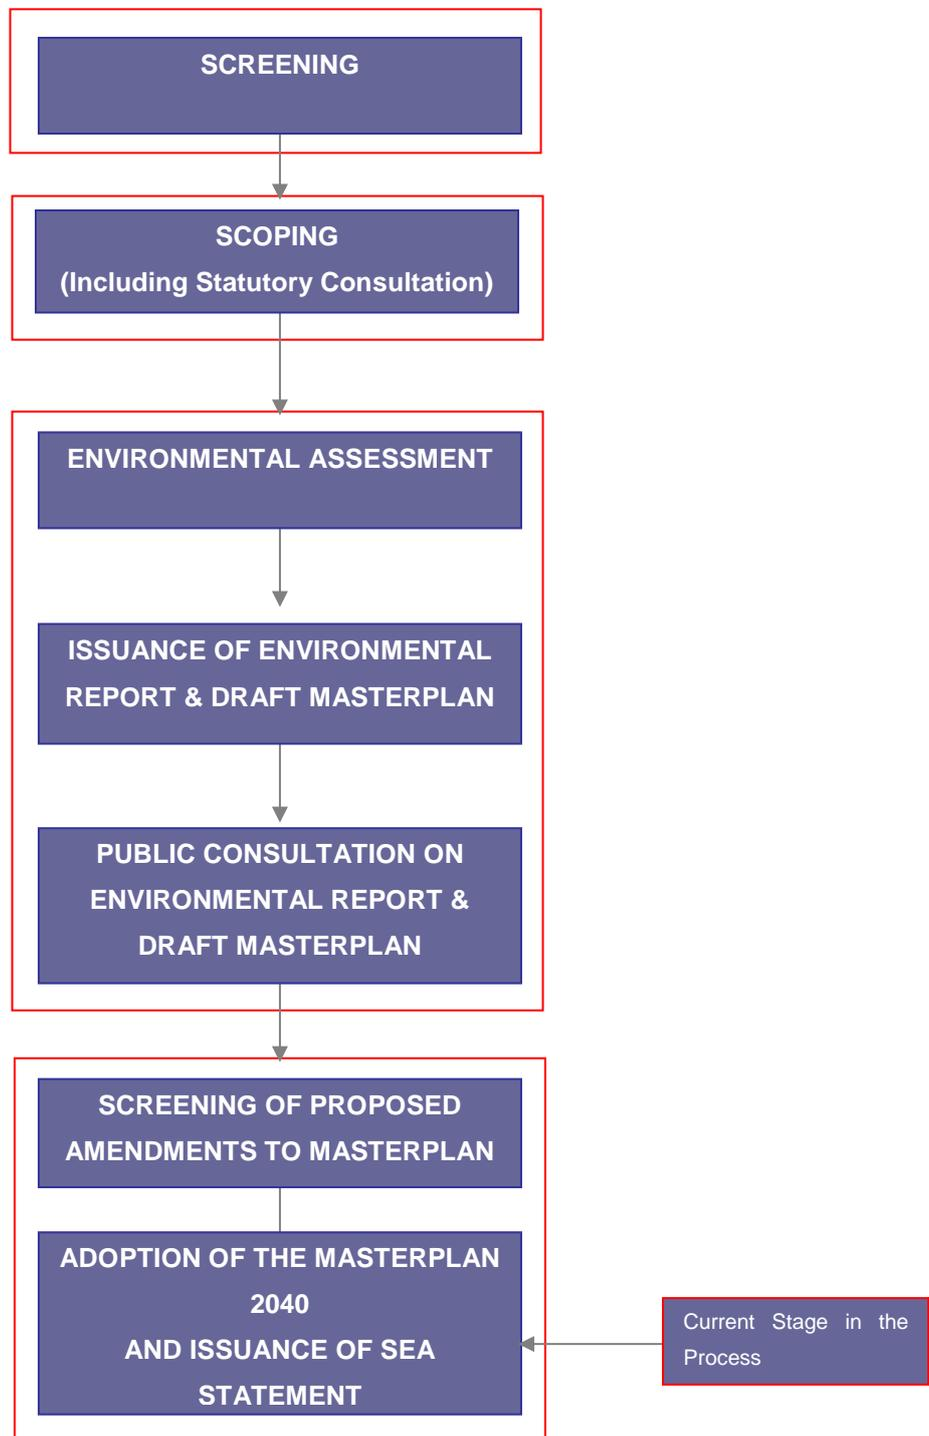 SCREENING
SCOPING
(Including Statutory Consultation)
ENVIRONMENTAL ASSESSMENT
ISSUANCE OF ENVIRONMENTAL
REPORT & DRAFT MASTERPLAN
PUBLIC CONSULTATION ON
ENVIRONMENTAL REPORT &
DRAFT MASTERPLAN
SCREENING OF PROPOSED
AMENDMENTS TO MASTERPLAN
ADOPTION OF THE MASTERPLAN
2040
AND ISSUANCE OF SEA
STATEMENT
Current Stage in the
Process